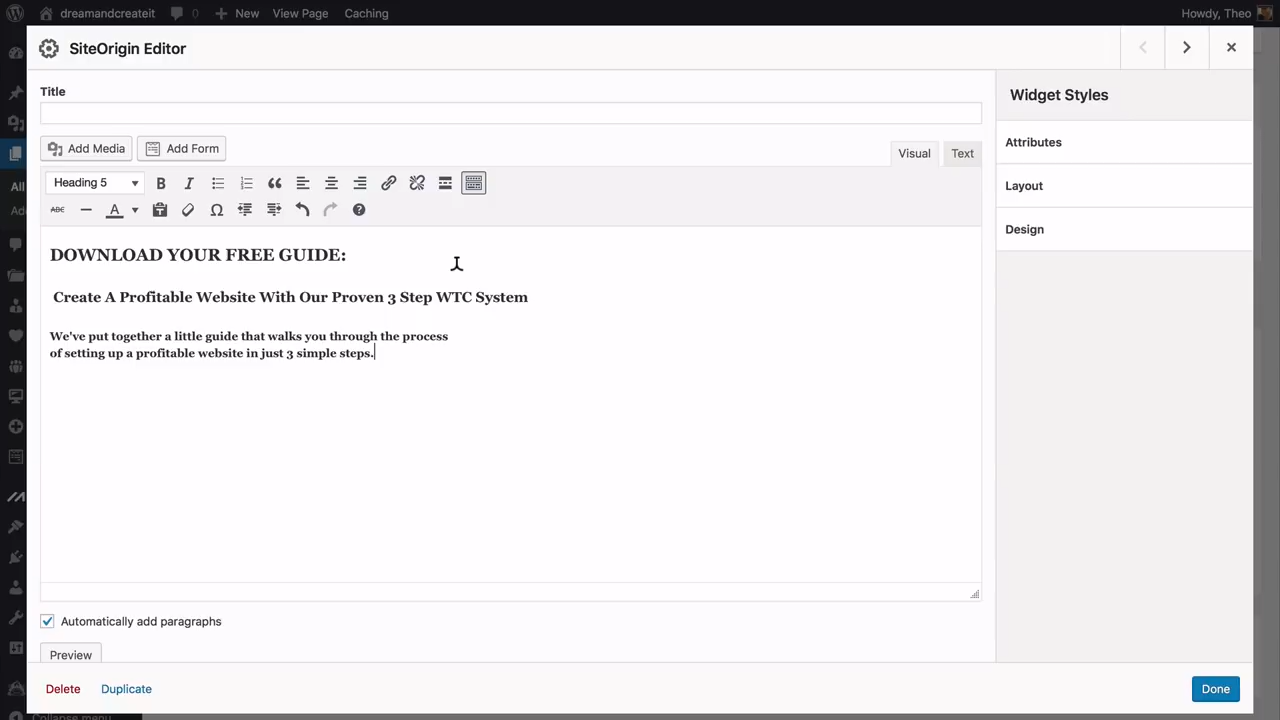 dreamandcreateit 0 + New View Page Caching Howdy, Theo
SiteOrigin Editor
Title
Widget Styles
Add Media Add Form
Visual Text
Attributes
Heading 5 B I
Layout
ABC A Ω
Design
DOWNLOAD YOUR FREE GUIDE:
Create A Profitable Website With Our Proven 3 Step WTC System
We've put together a little guide that walks you through the process
of setting up a profitable website in just 3 simple steps.
Automatically add paragraphs
Preview
Delete Duplicate Done
Collapse menu